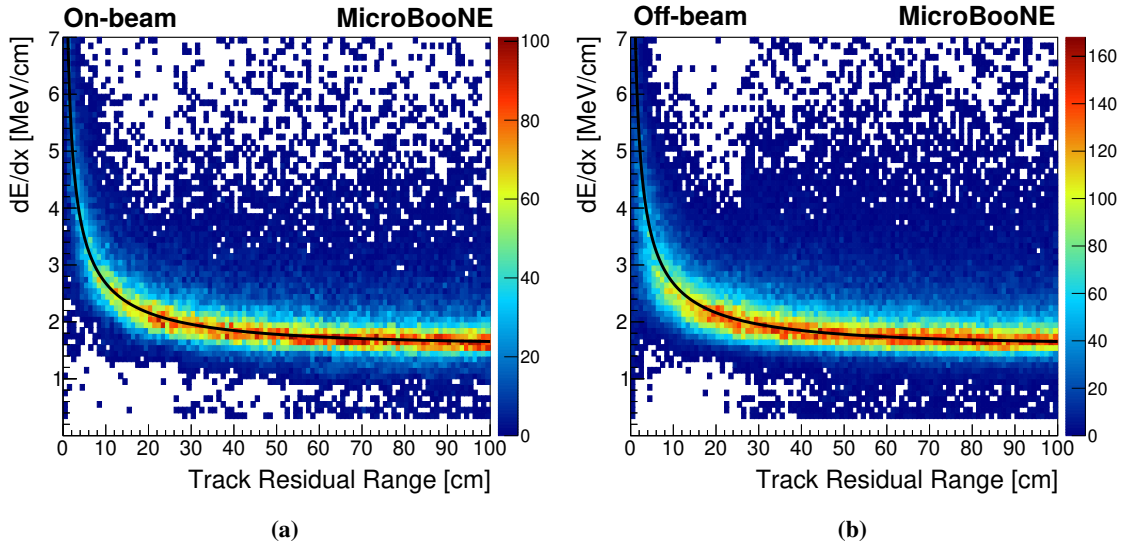 On-beam MicroBooNE
dE/dx [MeV/cm]
7
6
5
4
3
2
1
0 10 20 30 40 50 60 70 80 90 100
Track Residual Range [cm]
100
80
60
40
20
0
(a)
Off-beam MicroBooNE
dE/dx [MeV/cm]
7
6
5
4
3
2
1
0 10 20 30 40 50 60 70 80 90 100
Track Residual Range [cm]
160
140
120
100
80
60
40
20
0
(b)